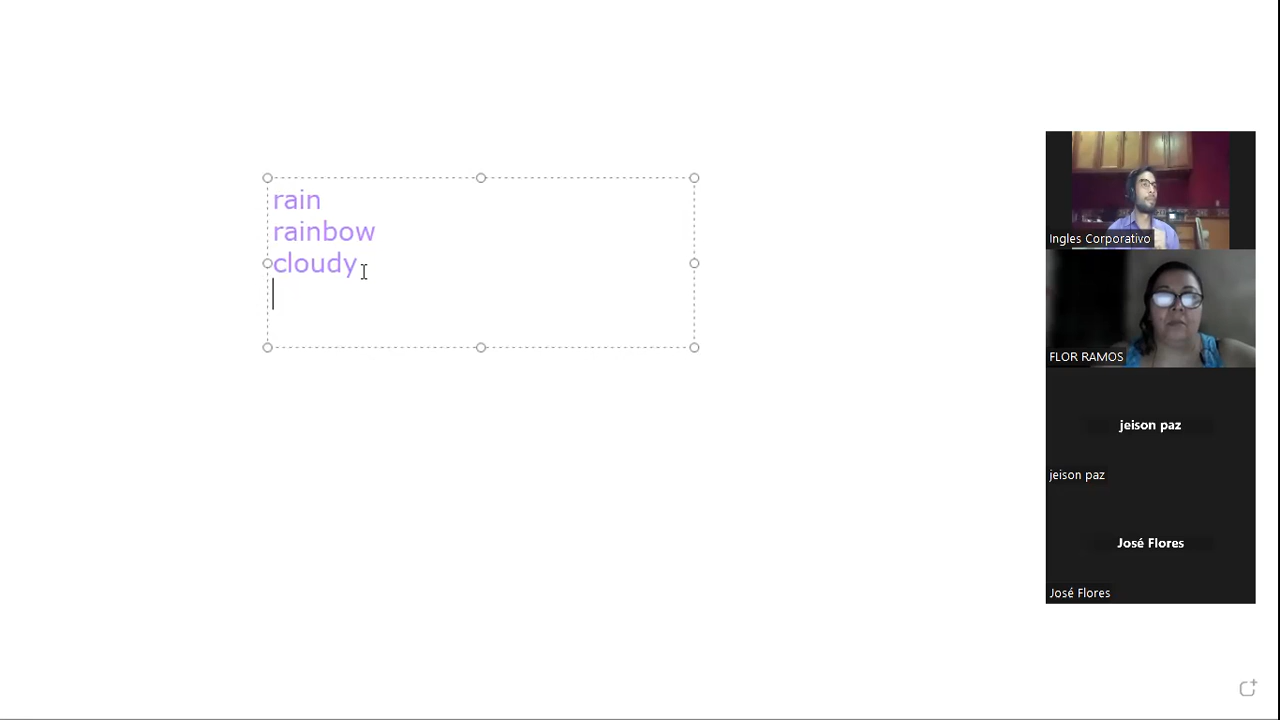 rain
rainbow
cloudy
Ingles Corporativo
FLOR RAMOS
jeison paz
jeison paz
José Flores
José Flores